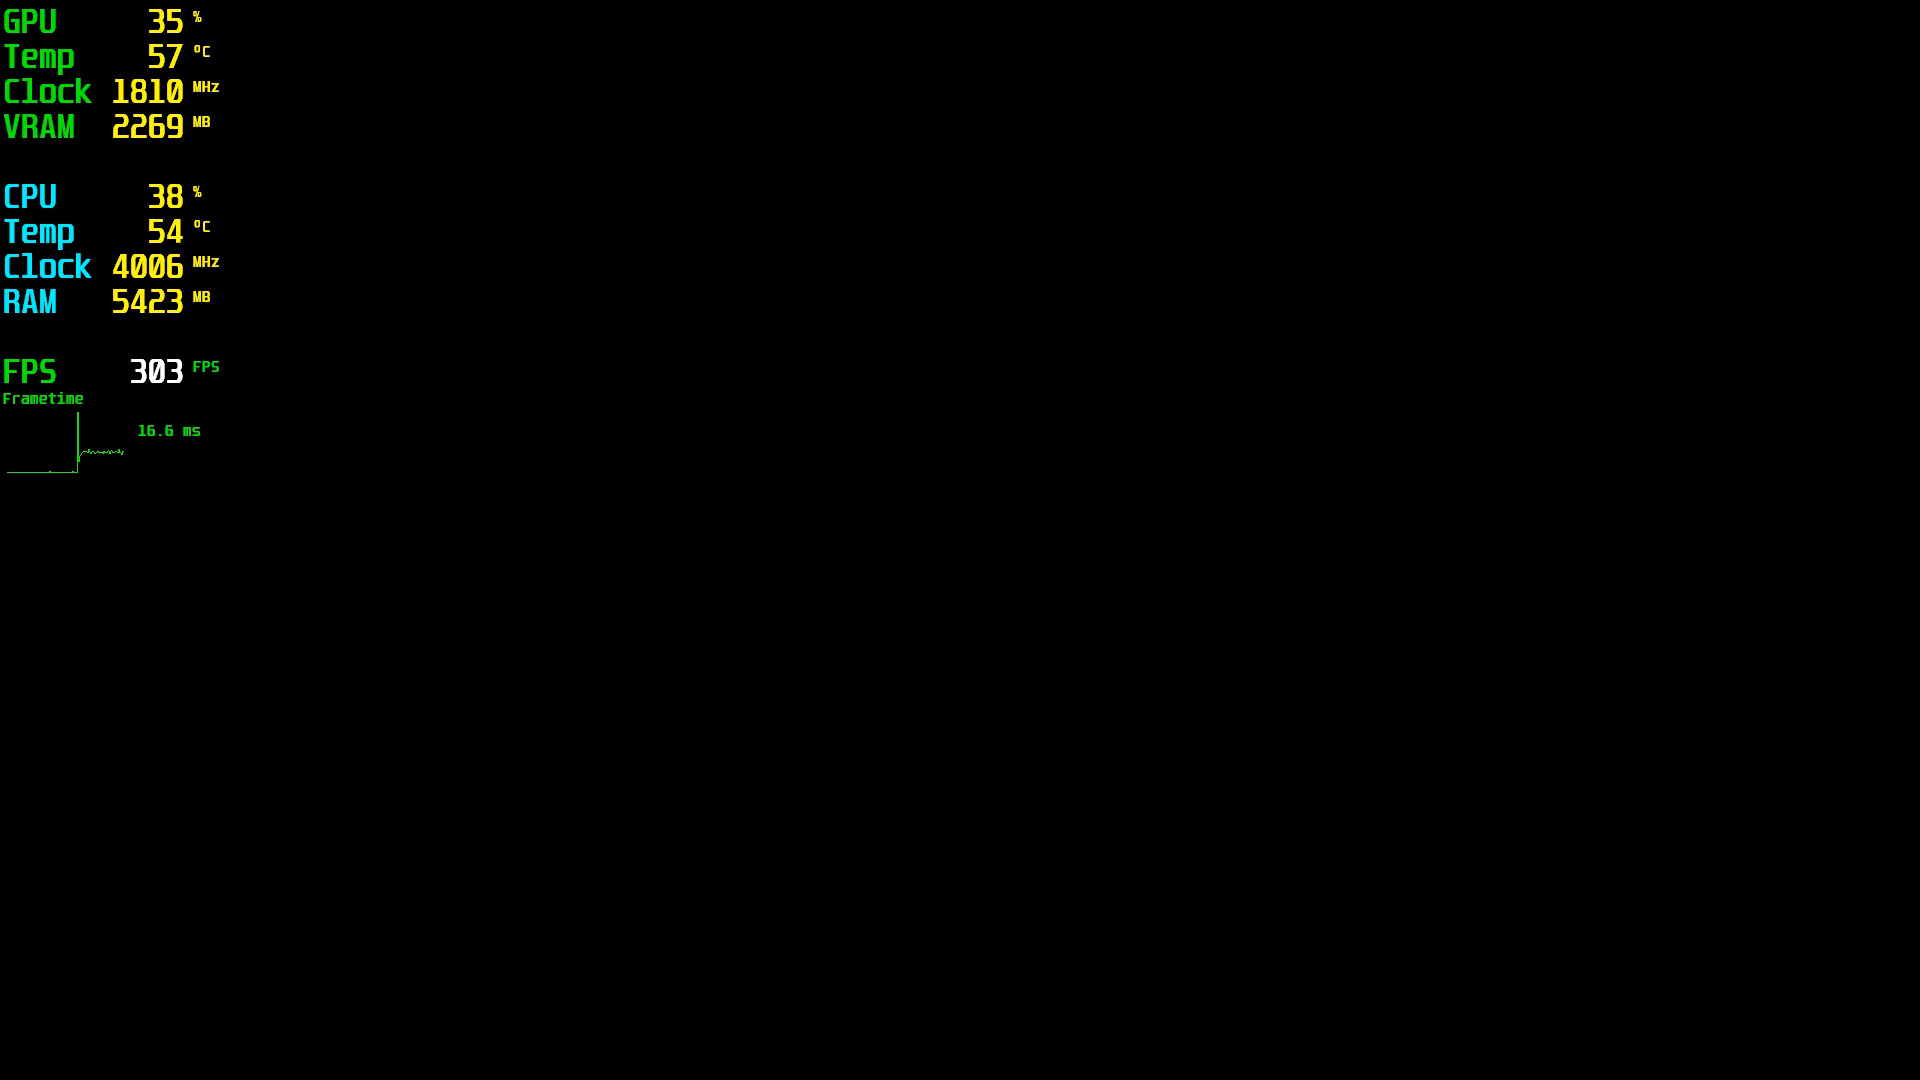 GPU 35 %
Temp 57 °C
Clock 1810 MHz
VRAM 2269 MB
CPU 38 %
Temp 54 °C
Clock 4006 MHz
RAM 5423 MB
FPS 303 FPS
Frametime
16.6 ms